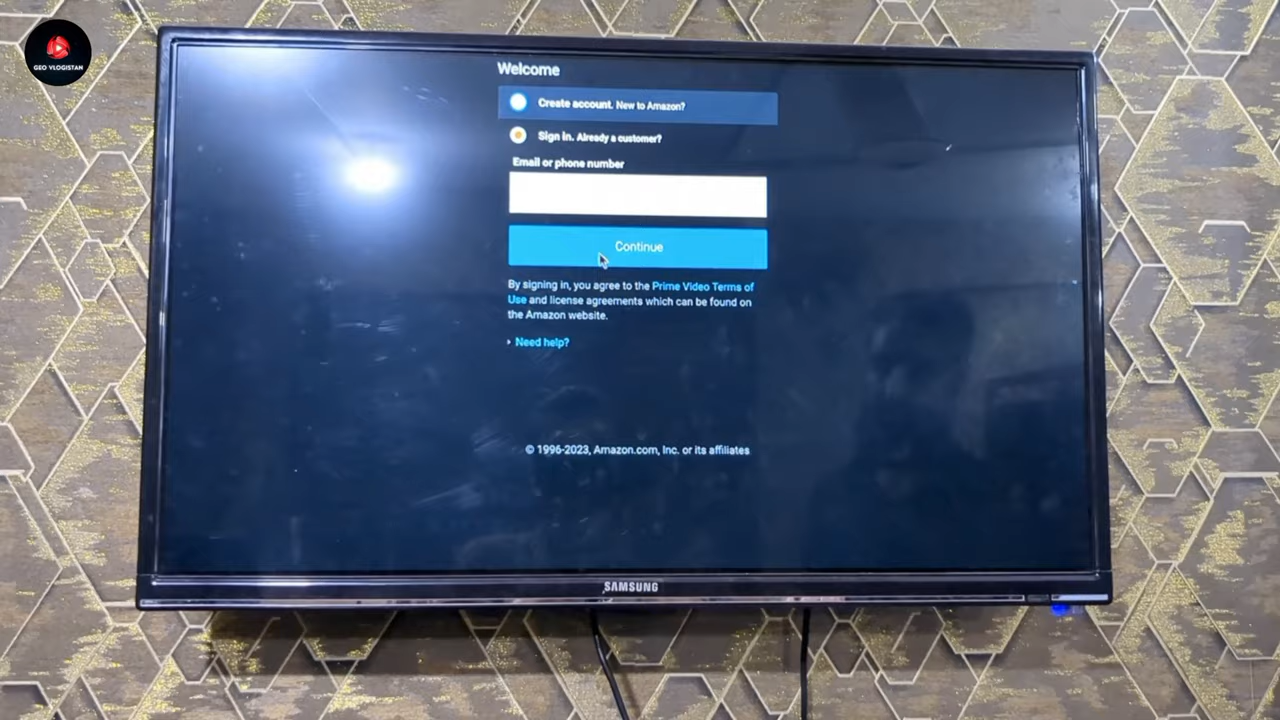 GEO VLOGISTAN
Welcome
Create account. New to Amazon?
Sign in. Already a customer?
Email or phone number
Continue
By signing in, you agree to the Prime Video Terms of
Use and license agreements which can be found on
the Amazon website.
Need help?
© 1996-2023, Amazon.com, Inc. or its affiliates
SAMSUNG